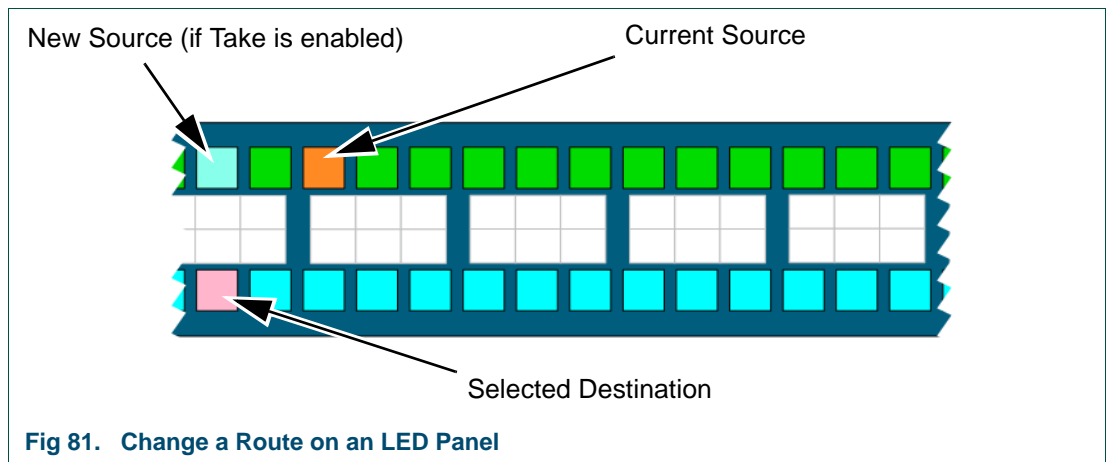 New Source (if Take is enabled)
Current Source
Selected Destination
Fig 81. Change a Route on an LED Panel